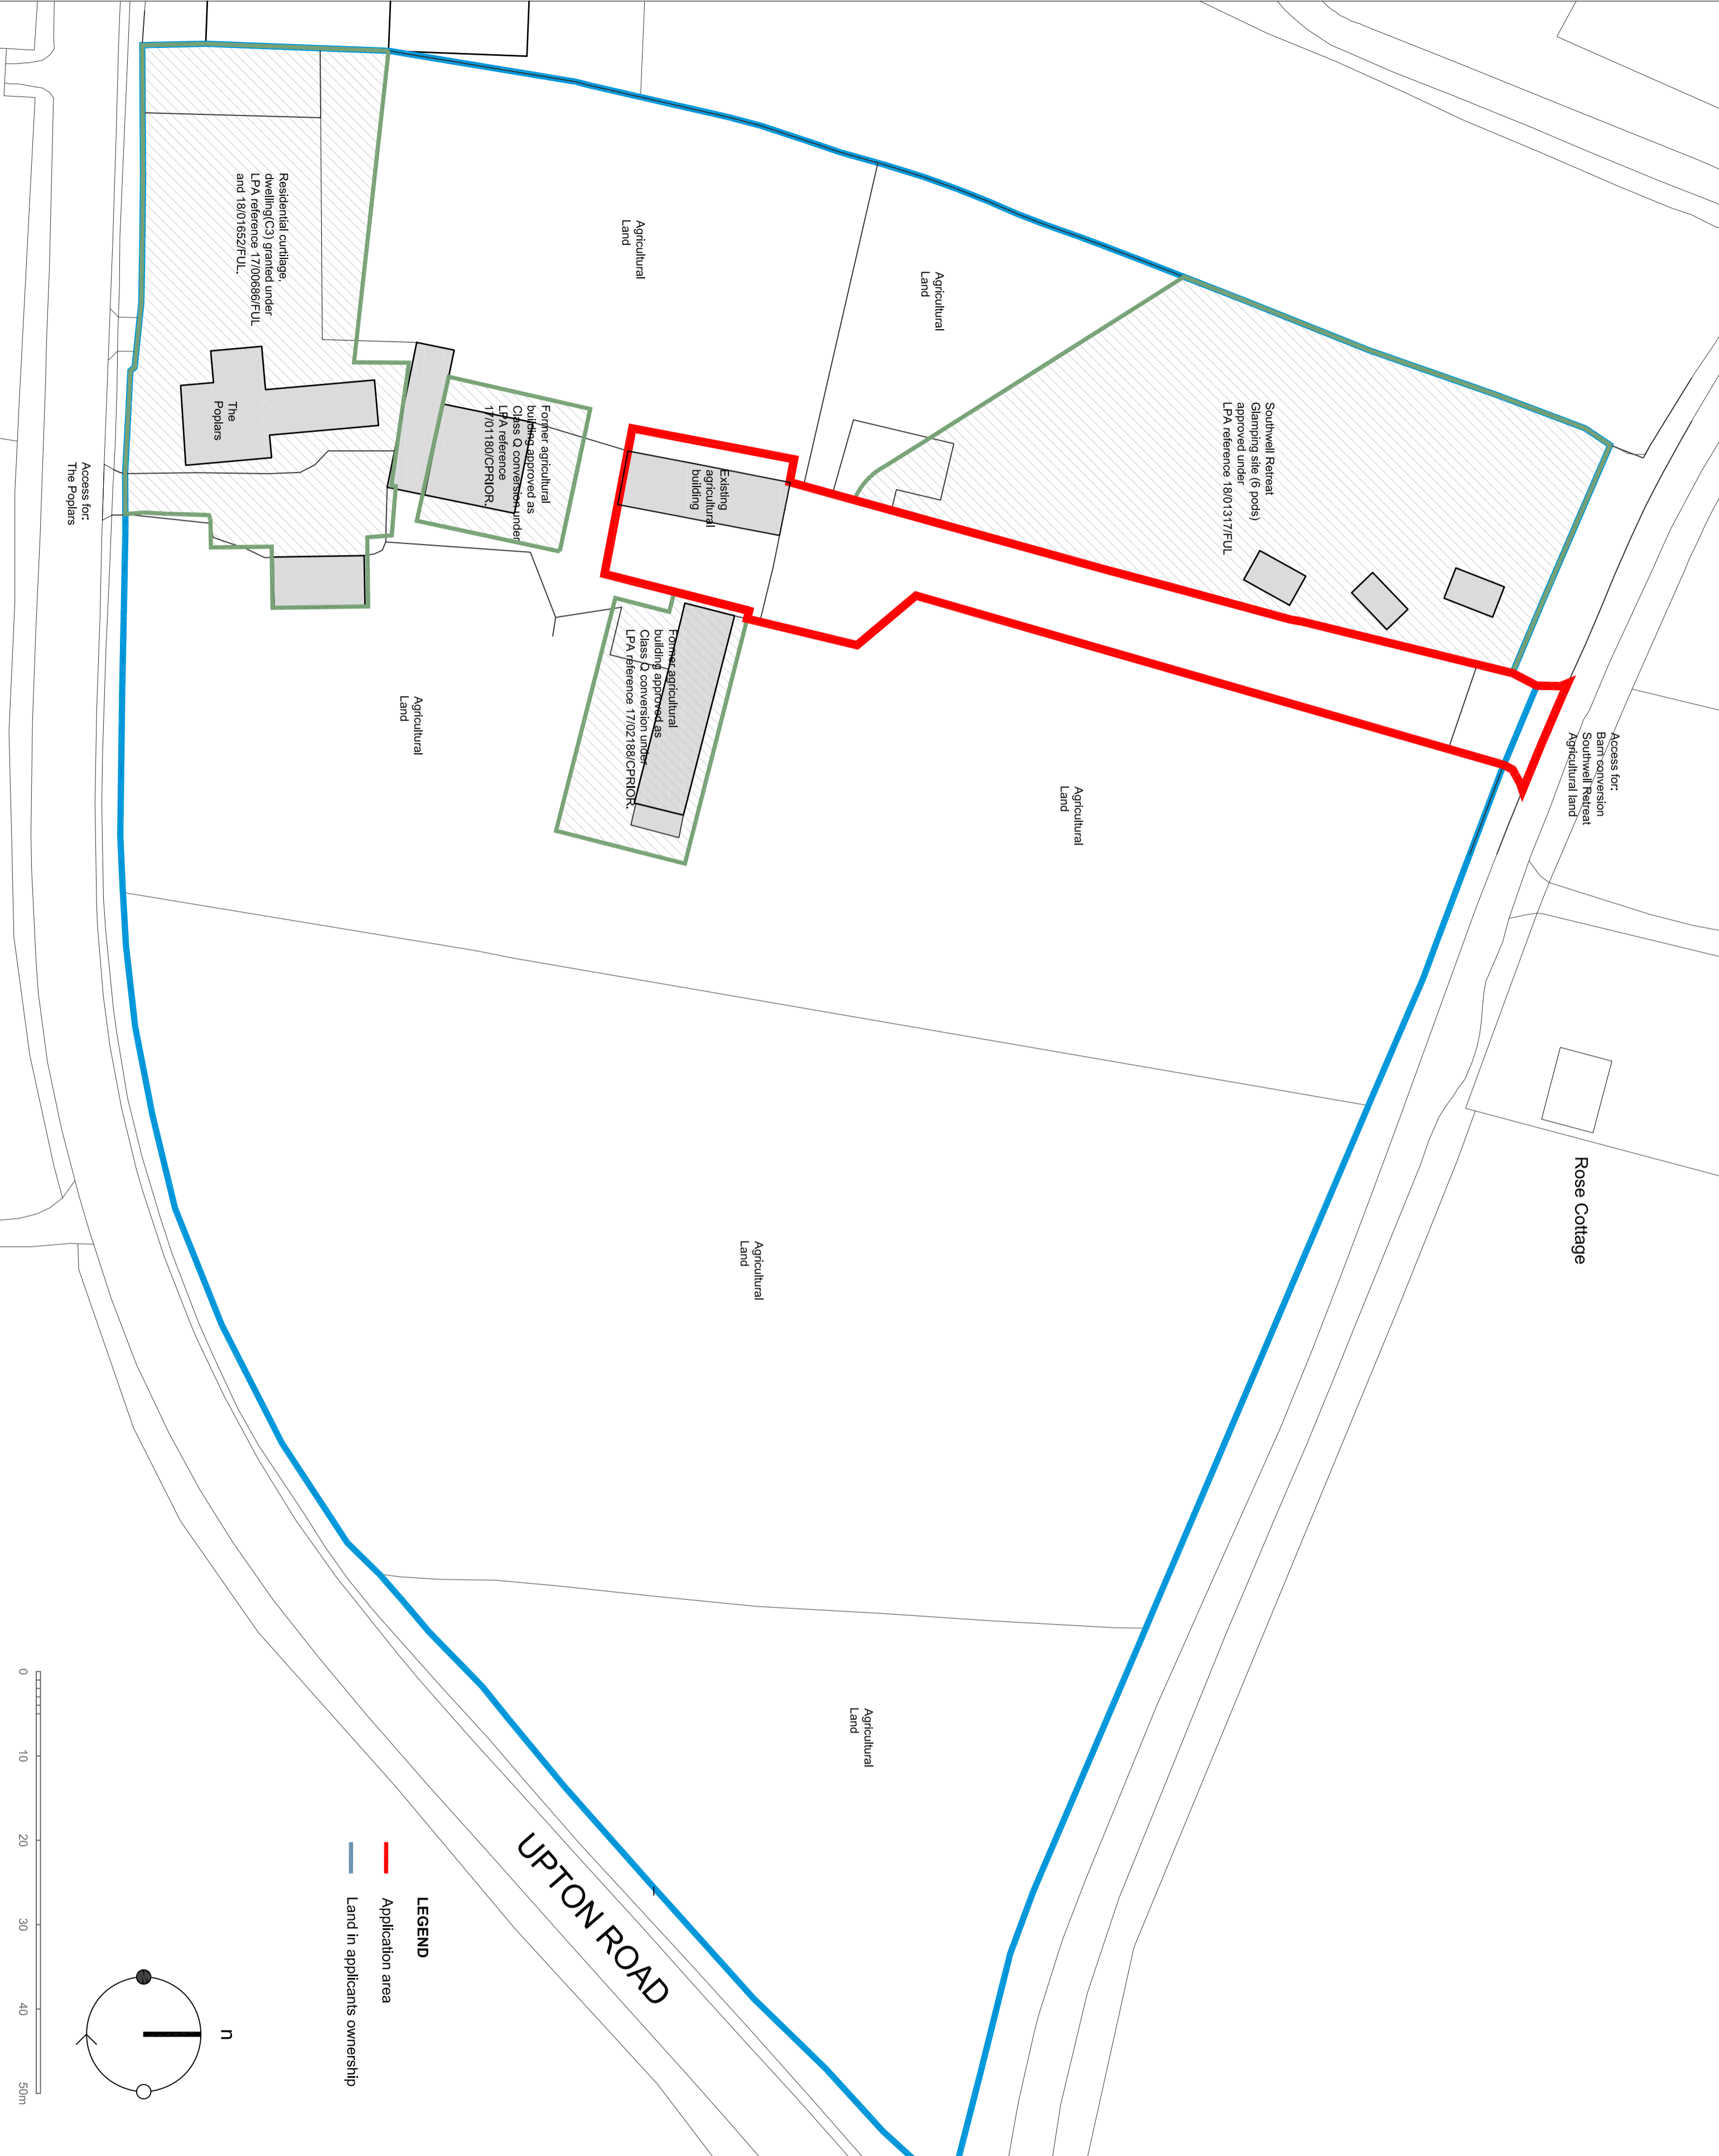 Access for:
Barn conversion
Southwell Retreat
Agricultural land
Rose Cottage
Southwell Retreat
Glamping site (6 pods)
approved under
LPA reference 18/01317/FUL
Agricultural
Land
Agricultural
Land
Agricultural
Land
Existing
agricultural
building
Agricultural
Land
Former agricultural
building approved as
Class Q conversion under
LPA reference 17/02188/CPRIOR.
Former agricultural
building approved as
Class Q conversion under
LPA reference
17/01180/CPRIOR.
Agricultural
Land
Agricultural
Land
Residential curtilage,
dwelling(C3) granted under
LPA reference 17/00686/FUL
and 18/01652/FUL.
The
Poplars
Access for:
The Poplars
UPTON ROAD
LEGEND
Application area
Land in applicants ownership
n
0 10 20 30 40 50m